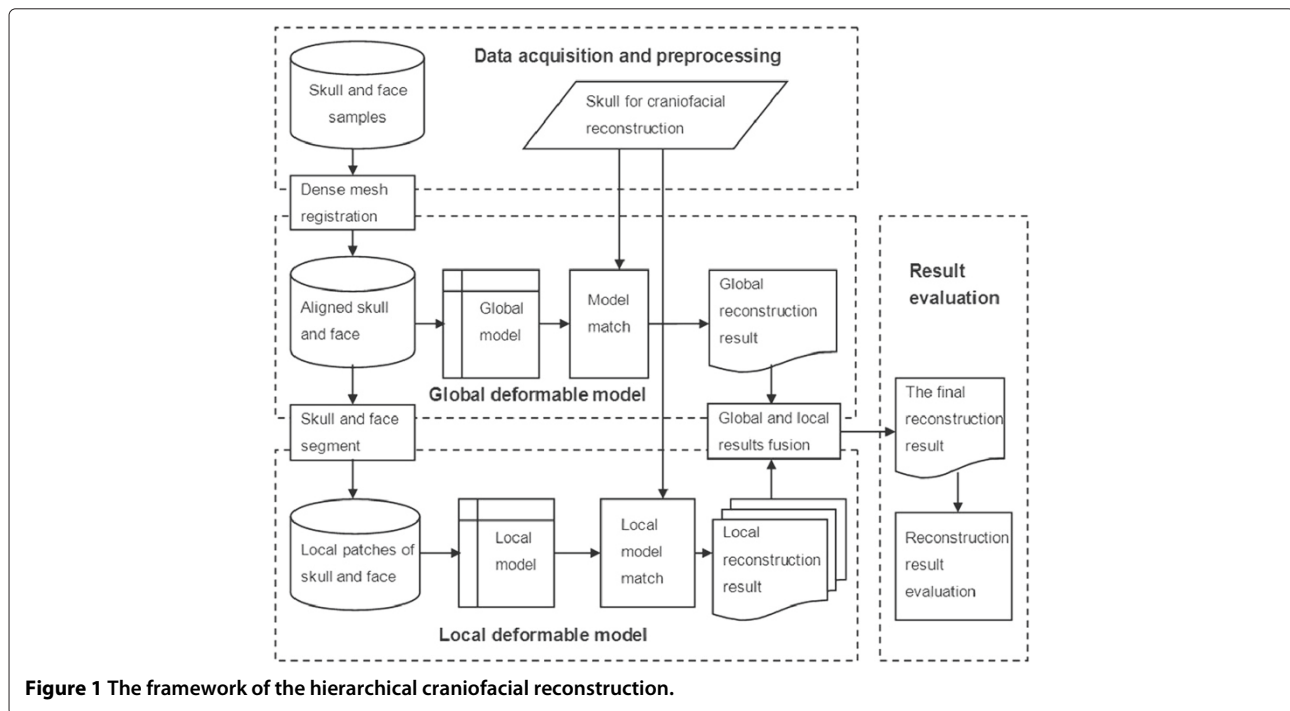 Data acquisition and preprocessing
Skull and face
samples
Skull for craniofacial
reconstruction
Dense mesh
registration
Aligned skull
and face
Global
model
Model
match
Global
reconstruction
result
Global deformable model
Result
evaluation
Skull and face
segment
Global and local
results fusion
The final
reconstruction
result
Local patches of
skull and face
Local
model
Local
model
match
Local
reconstruction
result
Reconstruction
result
evaluation
Local deformable model
Figure 1 The framework of the hierarchical craniofacial reconstruction.